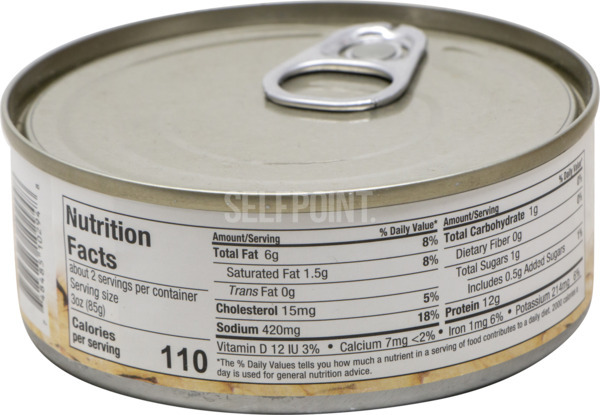 SELFPOINT.
Nutrition
Facts
about 2 servings per container
Serving size
3oz (85g)
Calories
per serving
110
Amount/Serving % Daily Value*
Total Fat 6g 8%
Saturated Fat 1.5g 8%
Trans Fat 0g
Cholesterol 15mg 5%
Sodium 420mg 18%
Amount/Serving % Daily Value*
Total Carbohydrate 1g 0%
Dietary Fiber 0g 0%
Total Sugars 1g
Includes 0.5g Added Sugars 1%
Protein 12g
Vitamin D 12 IU 3% • Calcium 7mg <2% • Iron 1mg 6% • Potassium 214mg 6%
*The % Daily Values tells you how much a nutrient in a serving of food contributes to a daily diet. 2000 calories a
day is used for general nutrition advice.